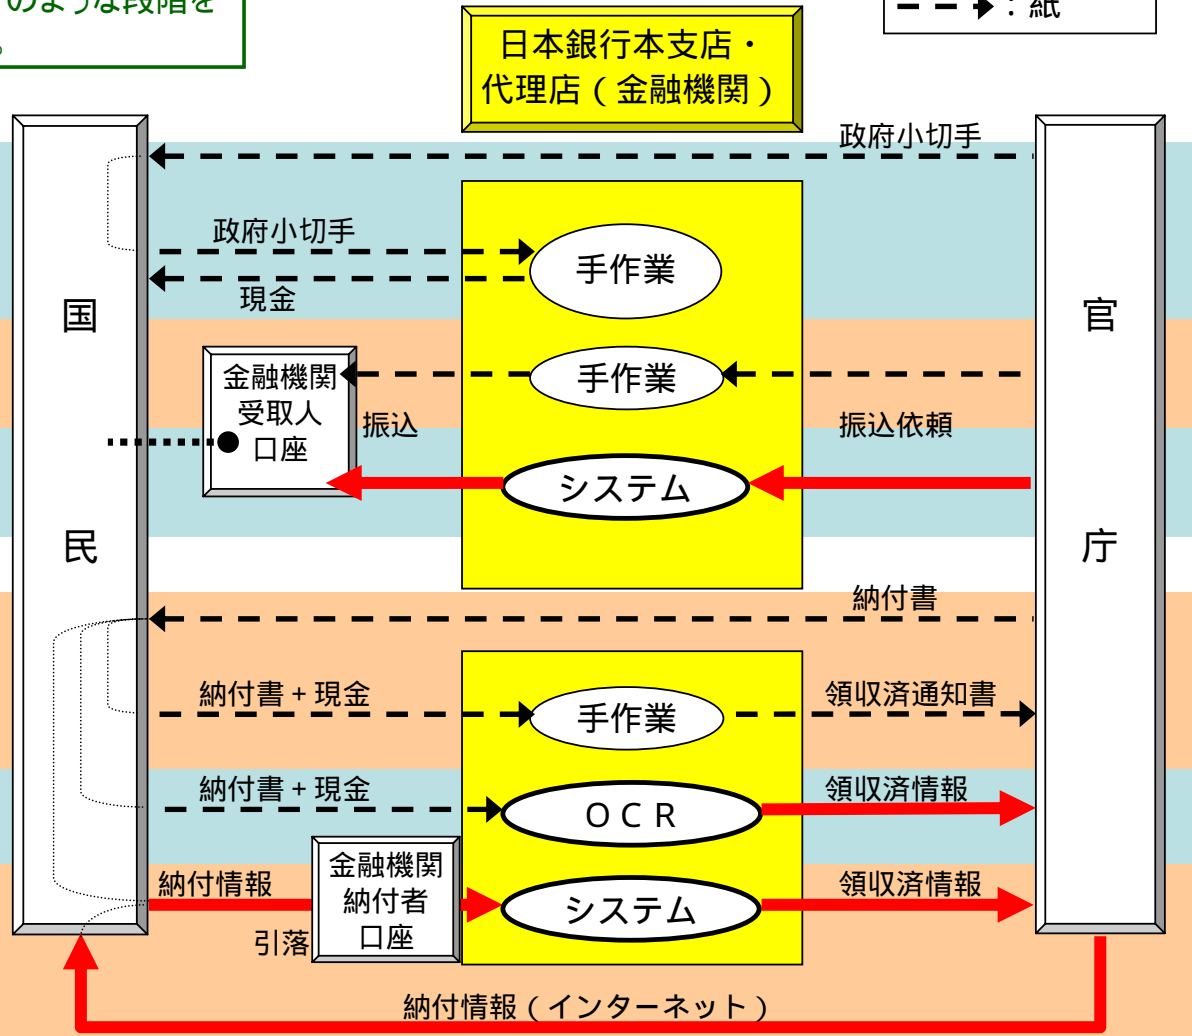 のような段階を
。
：紙
日本銀行本支店・
代理店（金融機関）
政府小切手
政府小切手
手作業
現金
国
民
官
庁
金融機関
受取人
口座
手作業
振込
振込依頼
システム
納付書
納付書+現金
手作業
領収済通知書
納付書+現金
ＯＣＲ
領収済情報
納付情報
金融機関
納付者
口座
引落
システム
領収済情報
納付情報（インターネット）